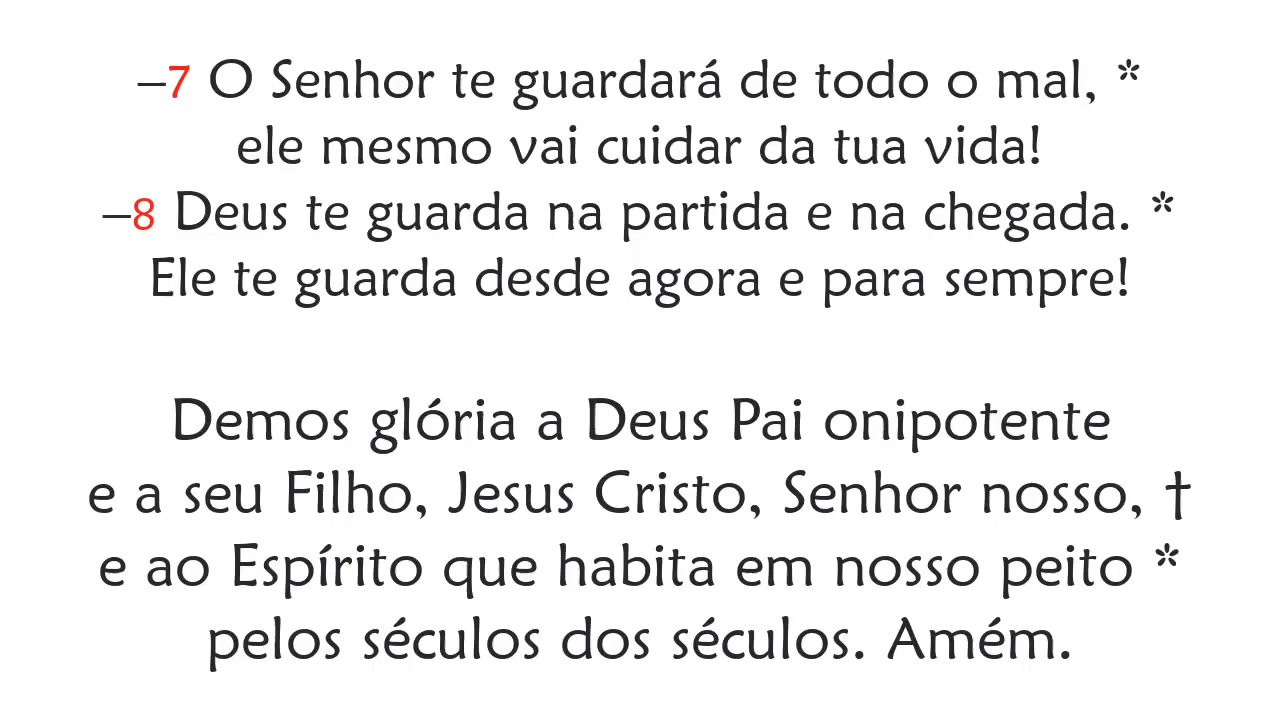 –7 O Senhor te guardará de todo o mal, *
ele mesmo vai cuidar da tua vida!
–8 Deus te guarda na partida e na chegada. *
Ele te guarda desde agora e para sempre!
Demos glória a Deus Pai onipotente
e a seu Filho, Jesus Cristo, Senhor nosso, †
e ao Espírito que habita em nosso peito *
pelos séculos dos séculos. Amém.